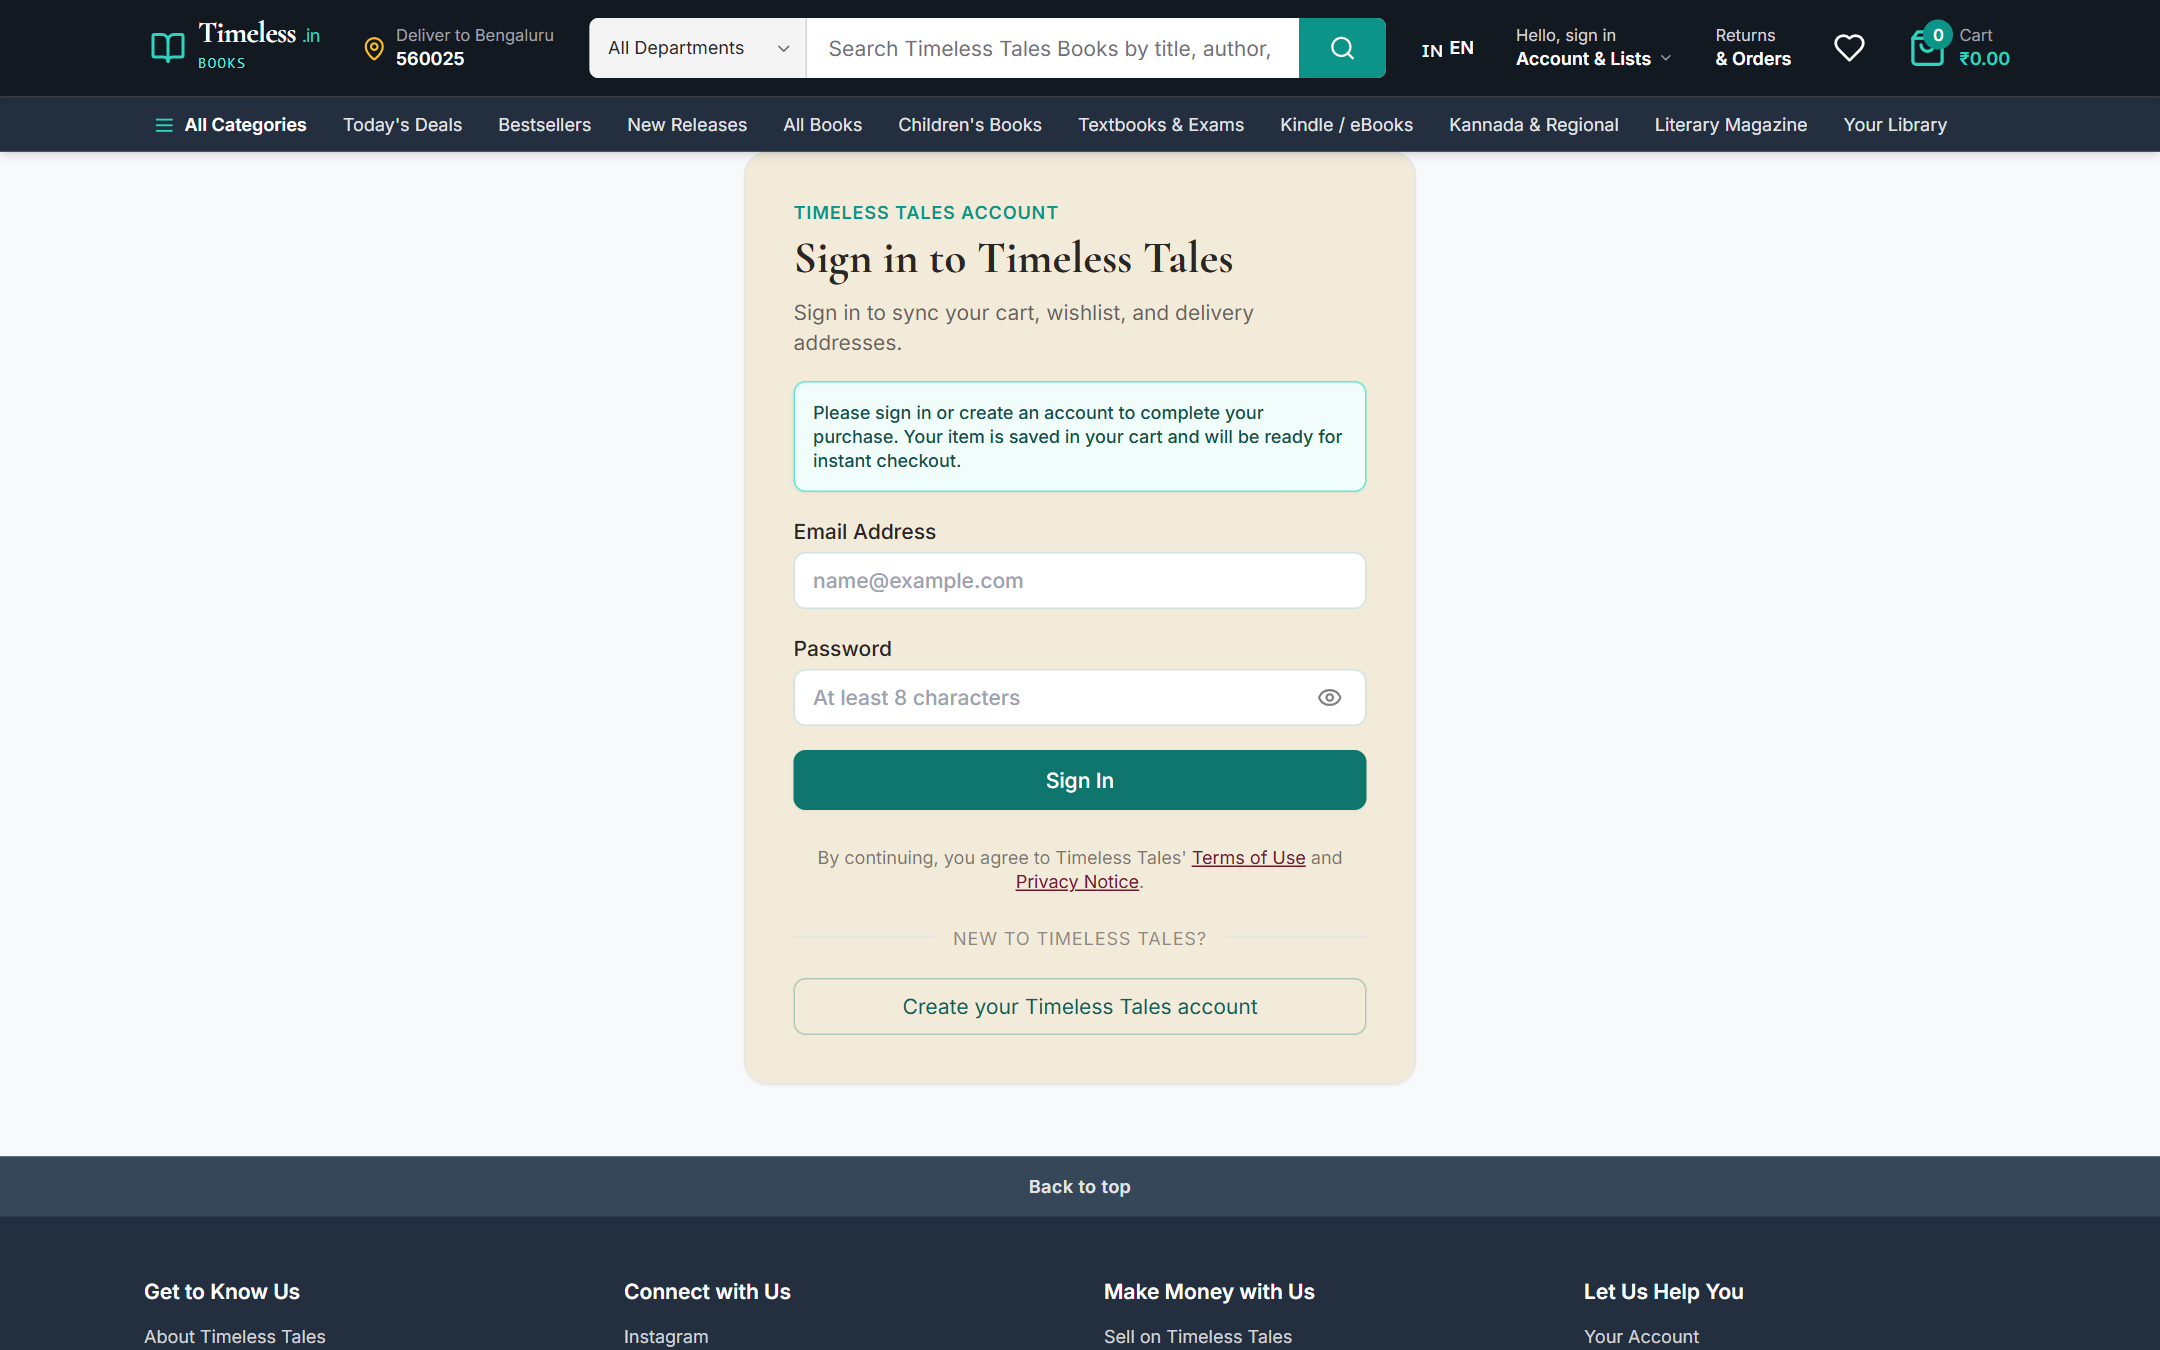 Timeless .in
BOOKS
Deliver to Bengaluru
560025
All Departments
Search Timeless Tales Books by title, author,
IN EN
Hello, sign in
Account & Lists
Returns
& Orders
0
Cart
₹0.00
All Categories
Today's Deals
Bestsellers
New Releases
All Books
Children's Books
Textbooks & Exams
Kindle / eBooks
Kannada & Regional
Literary Magazine
Your Library
TIMELESS TALES ACCOUNT
Sign in to Timeless Tales
Sign in to sync your cart, wishlist, and delivery
addresses.
Please sign in or create an account to complete your
purchase. Your item is saved in your cart and will be ready for
instant checkout.
Email Address
name@example.com
Password
At least 8 characters
Sign In
By continuing, you agree to Timeless Tales' Terms of Use and
Privacy Notice.
NEW TO TIMELESS TALES?
Create your Timeless Tales account
Back to top
Get to Know Us
Connect with Us
Make Money with Us
Let Us Help You
About Timeless Tales
Instagram
Sell on Timeless Tales
Your Account